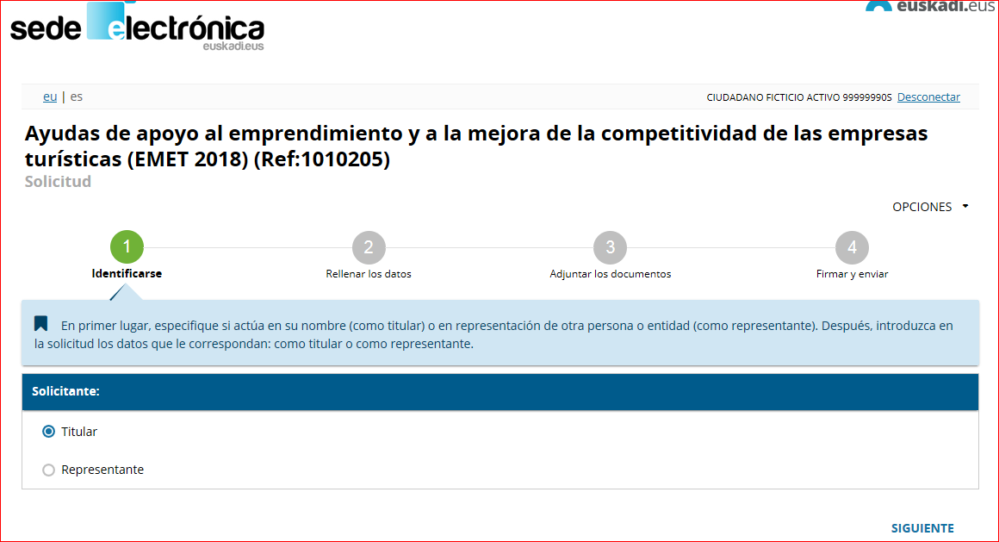 euskadi.eus
sede electrónica
euskadi.eus
eu | es
CIUDADANO FICTICIO ACTIVO 99999990S Desconectar
Ayudas de apoyo al emprendimiento y a la mejora de la competitividad de las empresas
turísticas (EMET 2018) (Ref:1010205)
Solicitud
OPCIONES
1
2
3
4
Identificarse
Rellenar los datos
Adjuntar los documentos
Firmar y enviar
En primer lugar, especifique si actúa en su nombre (como titular) o en representación de otra persona o entidad (como representante). Después, introduzca en
la solicitud los datos que le correspondan: como titular o como representante.
Solicitante:
Titular
Representante
SIGUIENTE